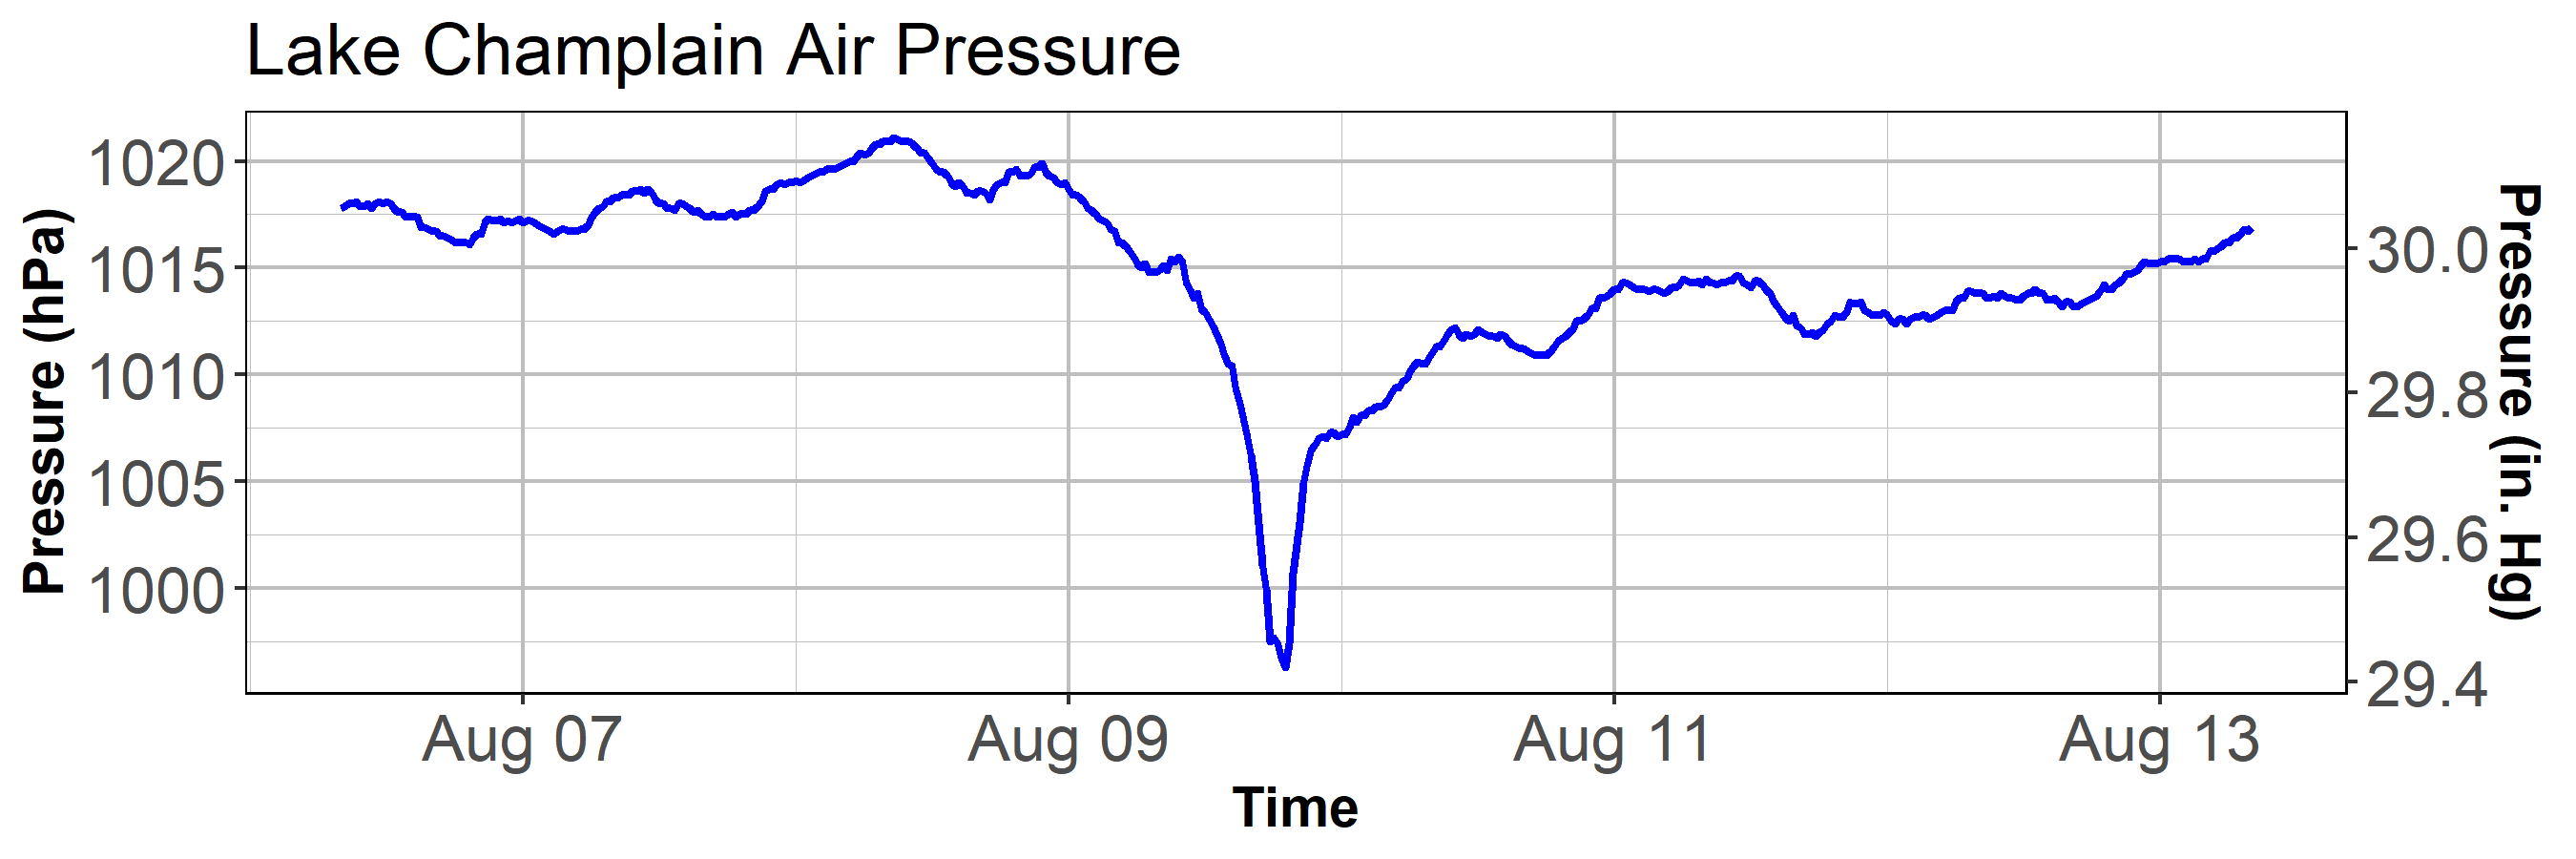 Lake Champlain Air Pressure
Pressure (hPa)
1020
1015
1010
1005
1000
30.0
29.8
29.6
29.4
Pressure (in. Hg)
Aug 07 Aug 09 Aug 11 Aug 13
Time